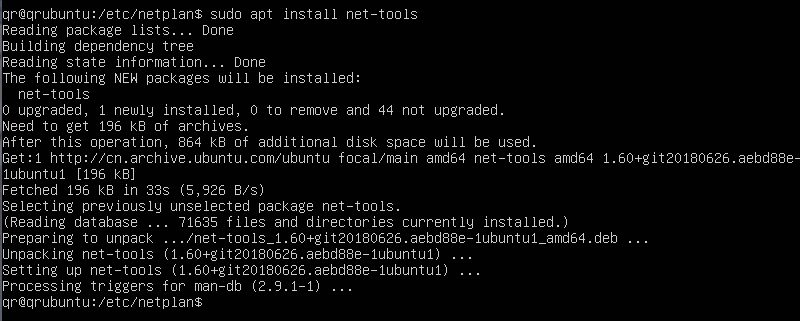 qr@qrubuntu:/etc/netplan$ sudo apt install net-tools
Reading package lists... Done
Building dependency tree
Reading state information... Done
The following NEW packages will be installed:
  net-tools
0 upgraded, 1 newly installed, 0 to remove and 44 not upgraded.
Need to get 196 kB of archives.
After this operation, 864 kB of additional disk space will be used.
Get:1 http://cn.archive.ubuntu.com/ubuntu focal/main amd64 net-tools amd64 1.60+git20180626.aebd88e-
1ubuntu1 [196 kB]
Fetched 196 kB in 33s (5,926 B/s)
Selecting previously unselected package net-tools.
(Reading database ... 71635 files and directories currently installed.)
Preparing to unpack .../net-tools_1.60+git20180626.aebd88e-1ubuntu1_amd64.deb ...
Unpacking net-tools (1.60+git20180626.aebd88e-1ubuntu1) ...
Setting up net-tools (1.60+git20180626.aebd88e-1ubuntu1) ...
Processing triggers for man-db (2.9.1-1) ...
qr@qrubuntu:/etc/netplan$